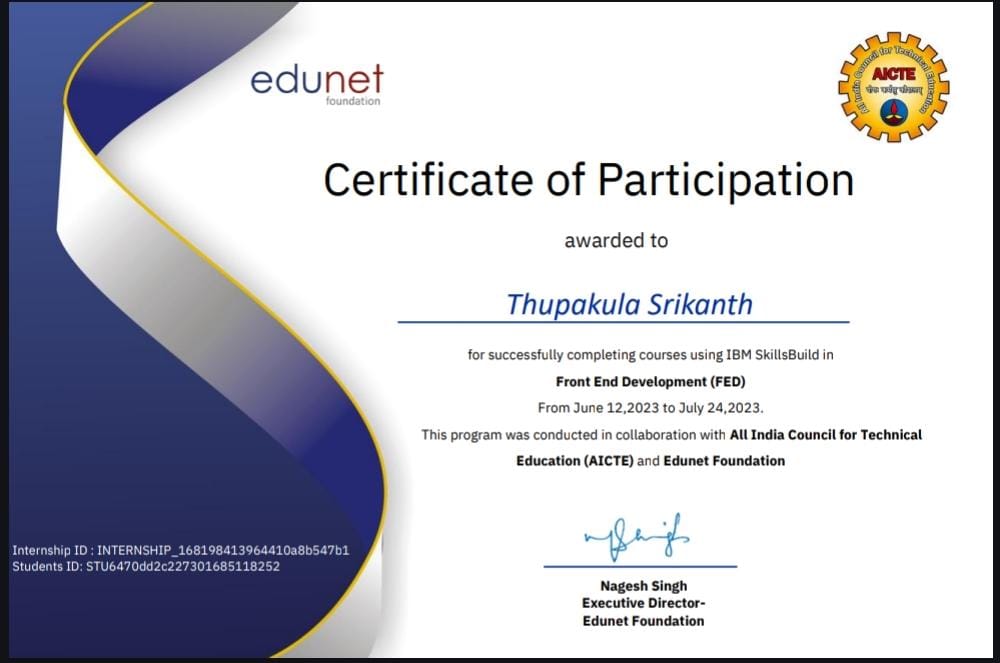 edunet
foundation
All India Council for Technical Education
AICTE
Certificate of Participation
awarded to
Thupakula Srikanth
for successfully completing courses using IBM SkillsBuild in
Front End Development (FED)
From June 12,2023 to July 24,2023.
This program was conducted in collaboration with All India Council for Technical
Education (AICTE) and Edunet Foundation
Internship ID : INTERNSHIP_168198413964410a8b547b1
Students ID: STU6470dd2c227301685118252
Nagesh Singh
Executive Director-
Edunet Foundation